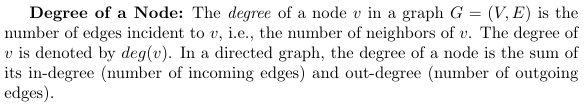 Degree of a Node: The degree of a node v in a graph G = (V, E) is the
number of edges incident to v, i.e., the number of neighbors of v. The degree of
v is denoted by deg(v). In a directed graph, the degree of a node is the sum of
its in-degree (number of incoming edges) and out-degree (number of outgoing
edges).